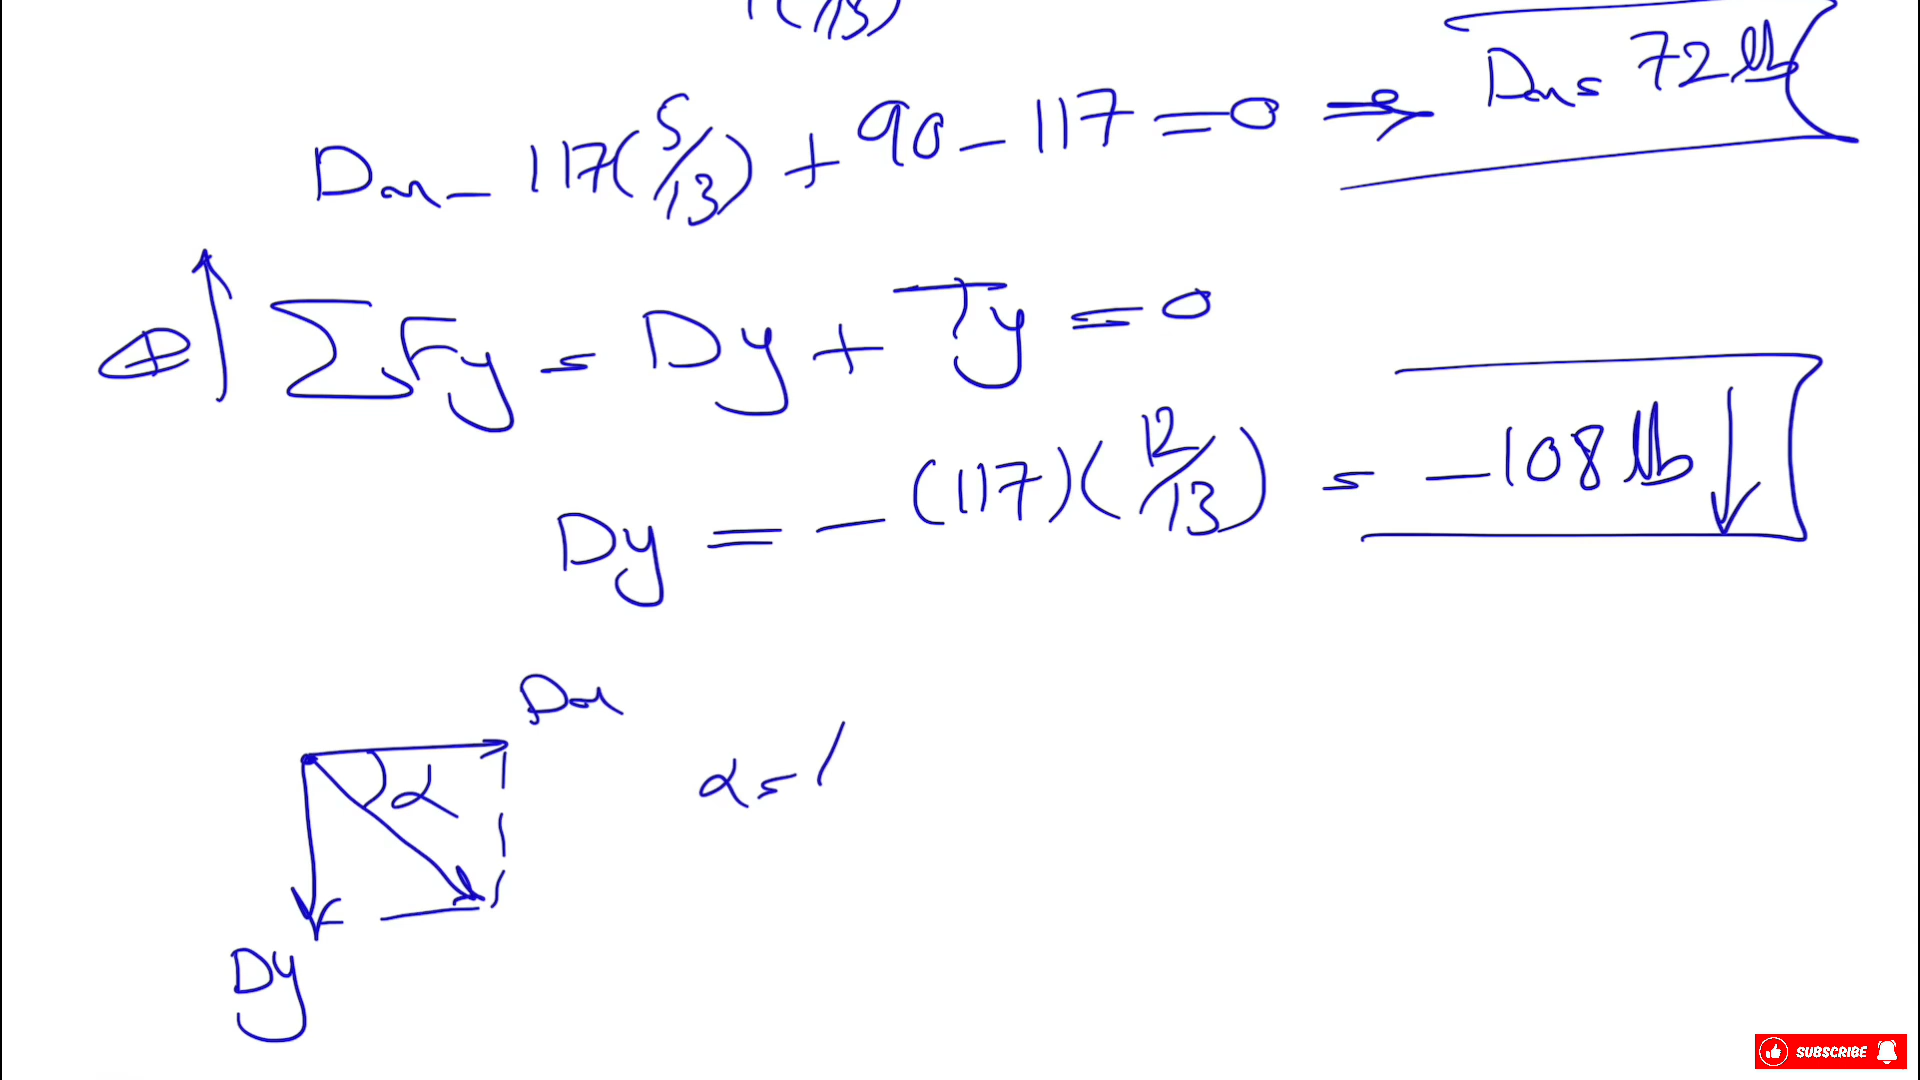 Dx - 117(5/13) + 90 - 117 = 0 ⇒ Dx = 72 lb
⊕↑ ΣFy = Dy + Ty = 0
Dy = - (117)(12/13) = -108 lb ↓
Dx
α
α = (
Dy
SUBSCRIBE